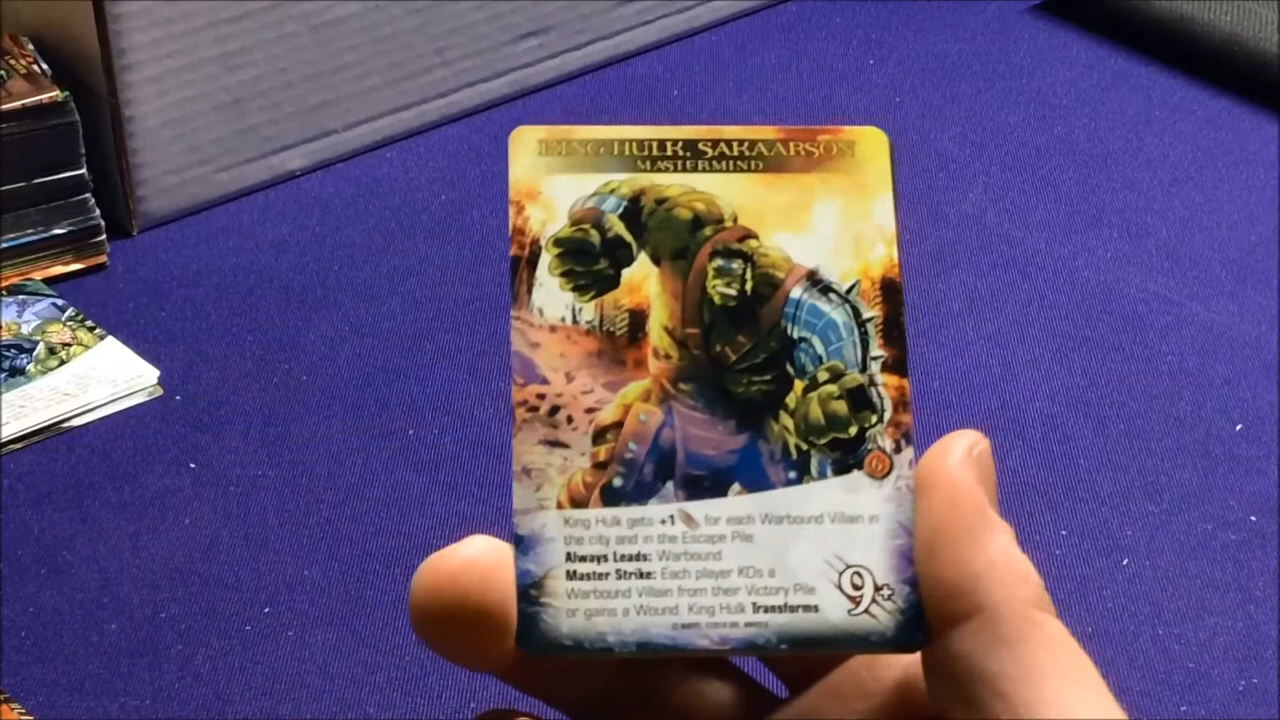 KING HULK, SAKAARSON
MASTERMIND
6
King Hulk gets +1 for each Warbound Villain in
the city and in the Escape Pile.
Always Leads: Warbound
Master Strike: Each player KOs a
Warbound Villain from their Victory Pile
or gains a Wound. King Hulk Transforms
9+